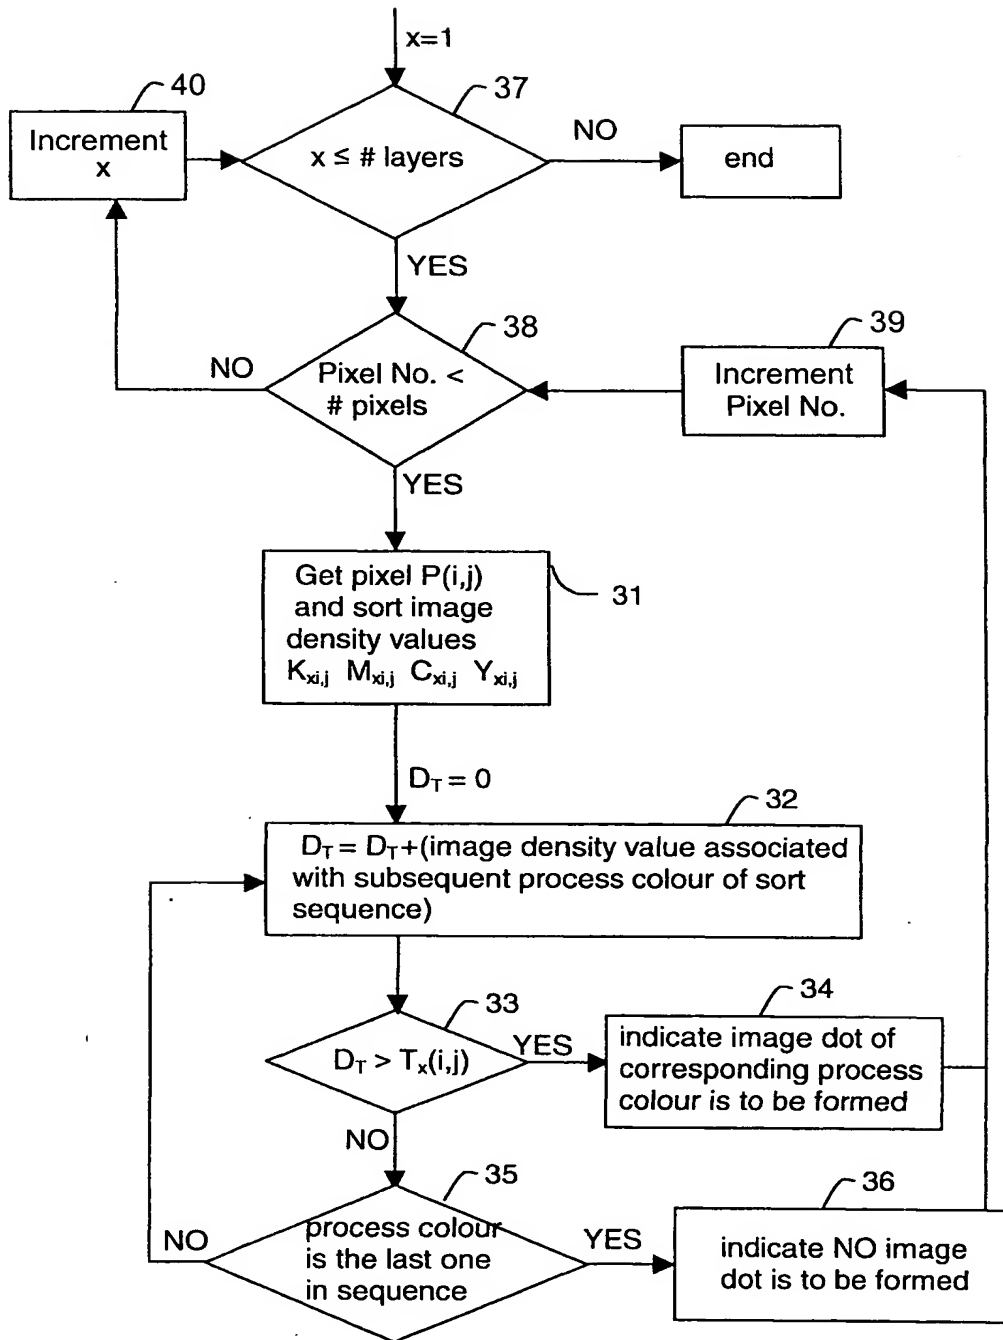 x=1
40
37
Increment
x
x ≤ # layers
NO
end
YES
38
39
NO
Pixel No. <
# pixels
Increment
Pixel No.
YES
Get pixel P(i,j)
and sort image
density values
Kxi,j Mxi,j Cxi,j Yxi,j
31
DT = 0
32
DT = DT+(image density value associated
with subsequent process colour of sort
sequence)
33
34
DT > Tx(i,j)
YES
indicate image dot of
corresponding process
colour is to be formed
NO
35
36
NO
process colour
is the last one
in sequence
YES
indicate NO image
dot is to be formed